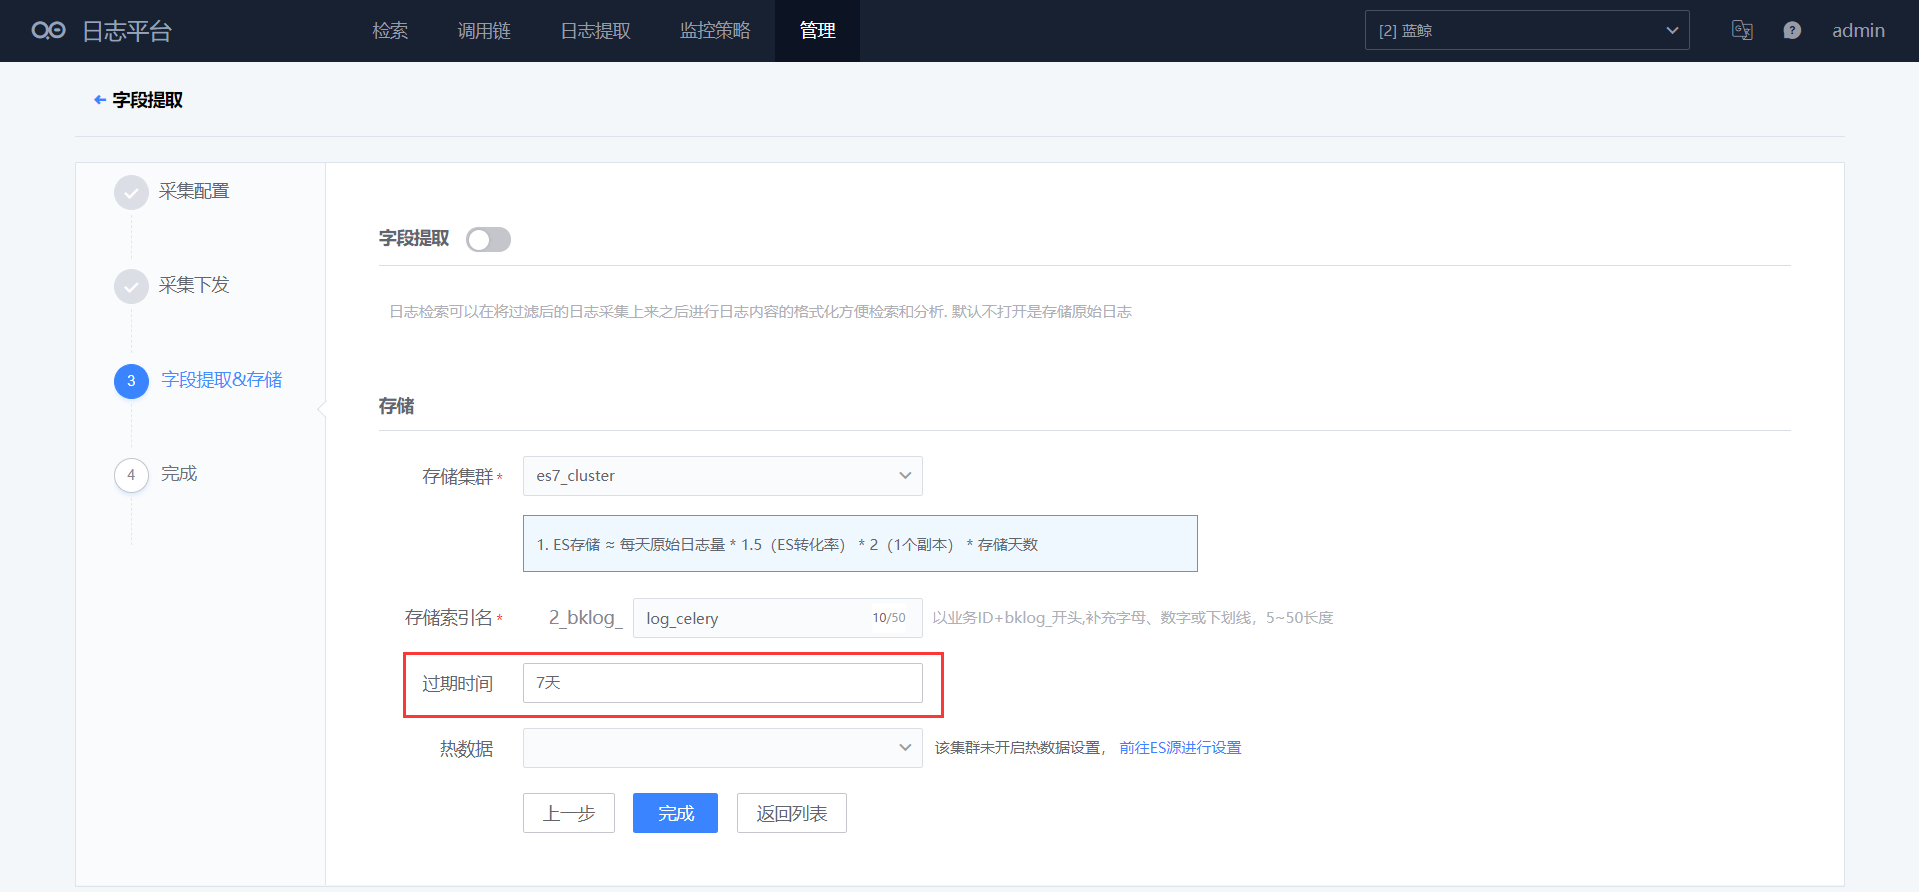 日志平台
检索
调用链
日志提取
监控策略
管理
[2] 蓝鲸
admin
字段提取
采集配置
采集下发
3 字段提取&存储
4 完成
字段提取
日志检索可以在将过滤后的日志采集上来之后进行日志内容的格式化方便检索和分析. 默认不打开是存储原始日志
存储
存储集群 * es7_cluster
1. ES存储 ≈ 每天原始日志量 * 1.5（ES转化率） * 2（1个副本） * 存储天数
存储索引名 * 2_bklog_ log_celery 10/50 以业务ID+bklog_开头,补充字母、数字或下划线，5~50长度
过期时间 7天
热数据 该集群未开启热数据设置， 前往ES源进行设置
上一步 完成 返回列表